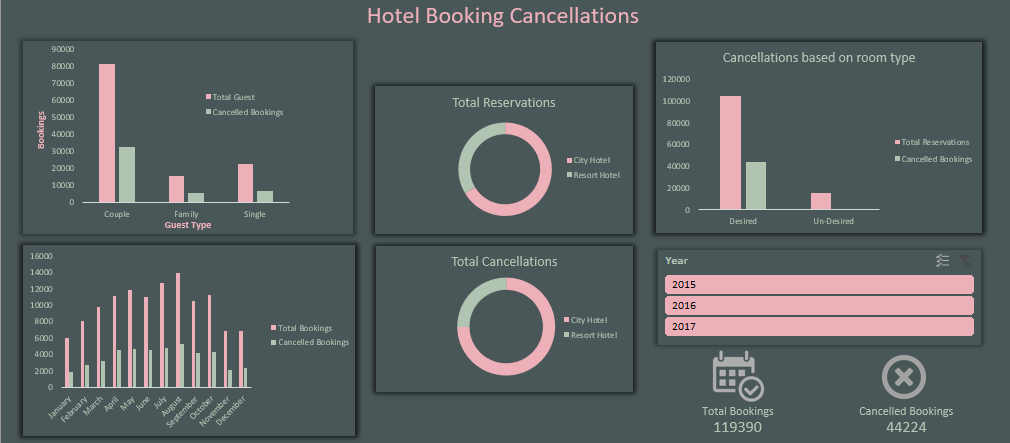 Hotel Booking Cancellations
90000
80000
70000
60000
50000
40000
30000
20000
10000
0
Bookings
Couple
Family
Single
Guest Type
Total Guest
Cancelled Bookings
Total Reservations
City Hotel
Resort Hotel
Cancellations based on room type
120000
100000
80000
60000
40000
20000
0
Desired
Un-Desired
Total Reservations
Cancelled Bookings
16000
14000
12000
10000
8000
6000
4000
2000
0
January
February
March
April
May
June
July
August
September
October
November
December
Total Bookings
Cancelled Bookings
Total Cancellations
City Hotel
Resort Hotel
Year
2015
2016
2017
Total Bookings
119390
Cancelled Bookings
44224